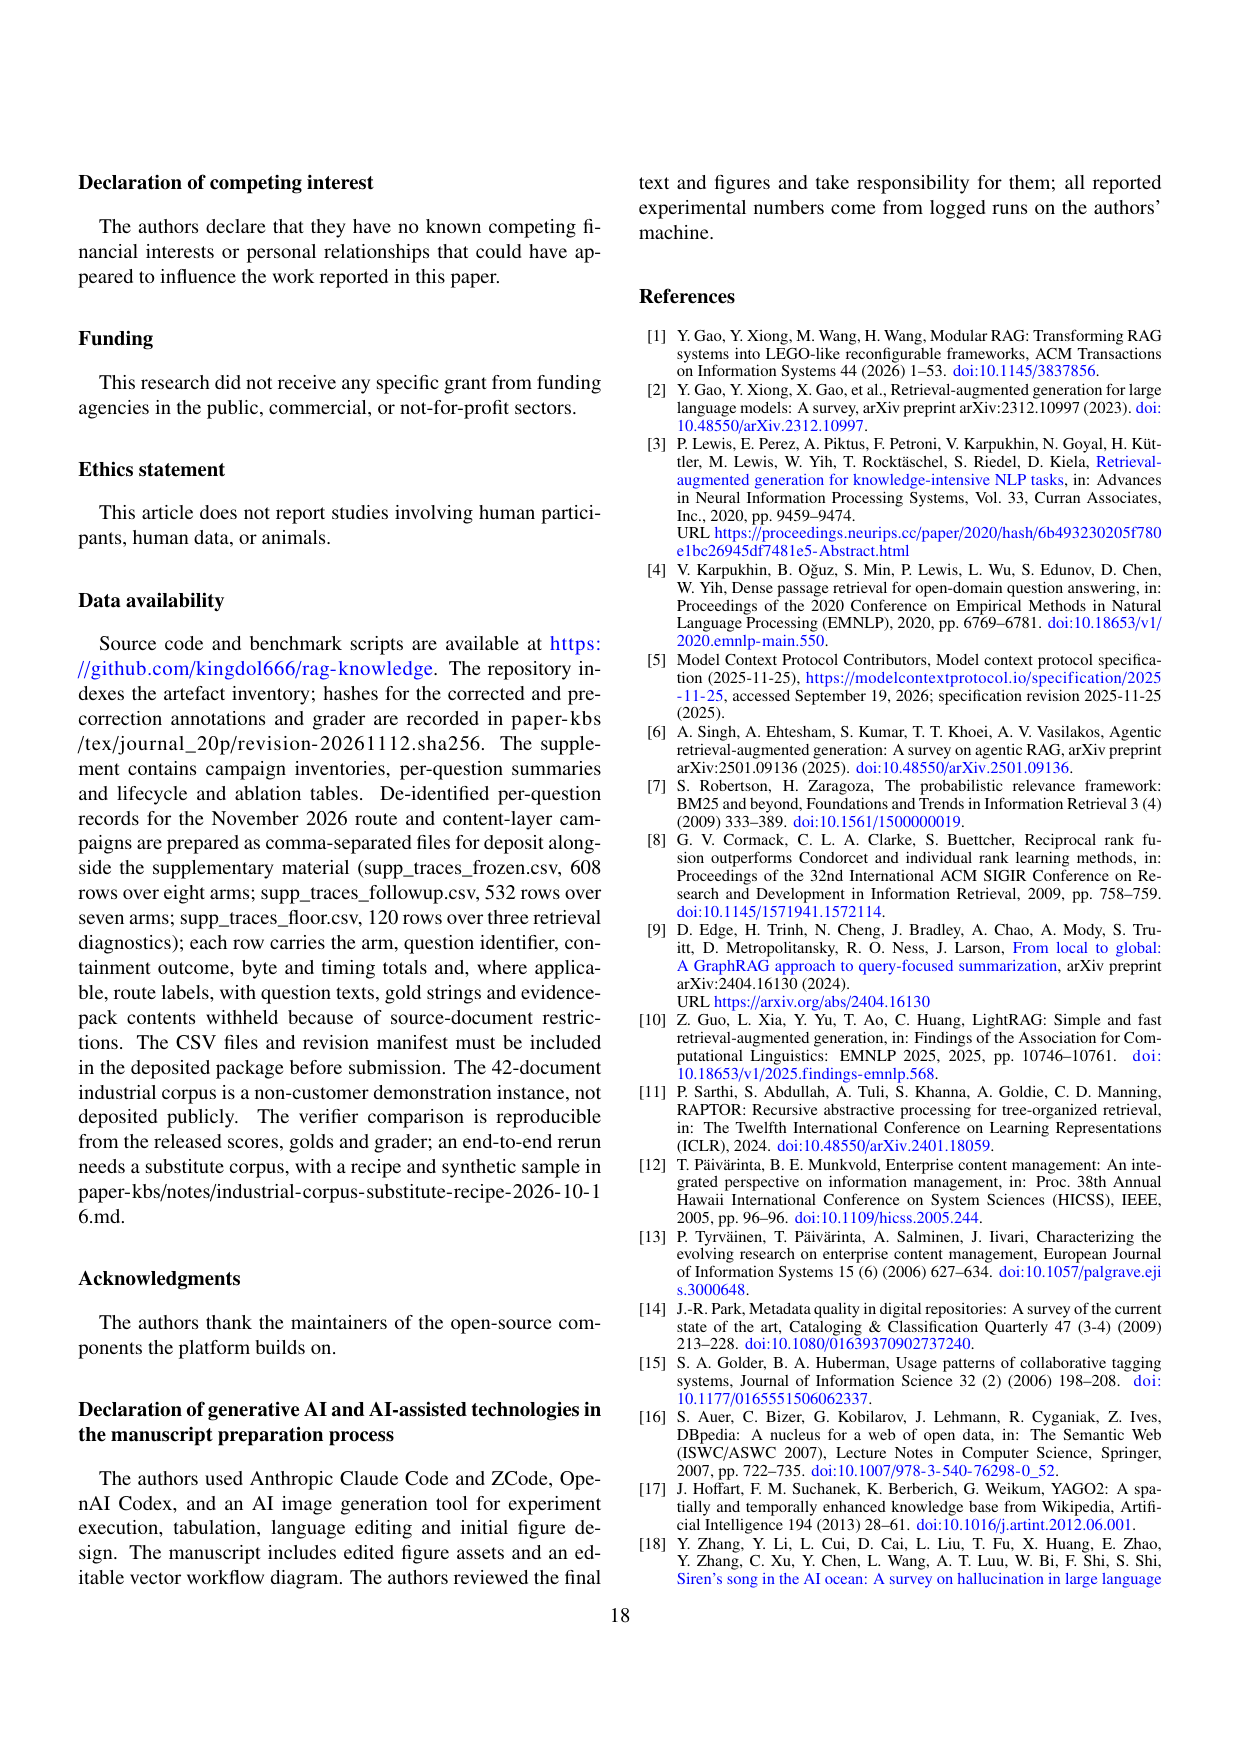 Declaration of competing interest
The authors declare that they have no known competing fi-
nancial interests or personal relationships that could have ap-
peared to influence the work reported in this paper.
Funding
This research did not receive any specific grant from funding
agencies in the public, commercial, or not-for-profit sectors.
Ethics statement
This article does not report studies involving human partici-
pants, human data, or animals.
Data availability
Source code and benchmark scripts are available at https:
//github.com/kingdol666/rag-knowledge. The repository in-
dexes the artefact inventory; hashes for the corrected and pre-
correction annotations and grader are recorded in paper-kbs
/tex/journal_20p/revision-20261112.sha256. The supple-
ment contains campaign inventories, per-question summaries
and lifecycle and ablation tables. De-identified per-question
records for the November 2026 route and content-layer cam-
paigns are prepared as comma-separated files for deposit along-
side the supplementary material (supp_traces_frozen.csv, 608
rows over eight arms; supp_traces_followup.csv, 532 rows over
seven arms; supp_traces_floor.csv, 120 rows over three retrieval
diagnostics); each row carries the arm, question identifier, con-
tainment outcome, byte and timing totals and, where applica-
ble, route labels, with question texts, gold strings and evidence-
pack contents withheld because of source-document restric-
tions. The CSV files and revision manifest must be included
in the deposited package before submission. The 42-document
industrial corpus is a non-customer demonstration instance, not
deposited publicly. The verifier comparison is reproducible
from the released scores, golds and grader; an end-to-end rerun
needs a substitute corpus, with a recipe and synthetic sample in
paper-kbs/notes/industrial-corpus-substitute-recipe-2026-10-1
6.md.
Acknowledgments
The authors thank the maintainers of the open-source com-
ponents the platform builds on.
Declaration of generative AI and AI-assisted technologies in
the manuscript preparation process
The authors used Anthropic Claude Code and ZCode, Ope-
nAI Codex, and an AI image generation tool for experiment
execution, tabulation, language editing and initial figure de-
sign. The manuscript includes edited figure assets and an ed-
itable vector workflow diagram. The authors reviewed the final
text and figures and take responsibility for them; all reported
experimental numbers come from logged runs on the authors'
machine.
References
[1] Y. Gao, Y. Xiong, M. Wang, H. Wang, Modular RAG: Transforming RAG
systems into LEGO-like reconfigurable frameworks, ACM Transactions
on Information Systems 44 (2026) 1–53. doi:10.1145/3837856.
[2] Y. Gao, Y. Xiong, X. Gao, et al., Retrieval-augmented generation for large
language models: A survey, arXiv preprint arXiv:2312.10997 (2023). doi:
10.48550/arXiv.2312.10997.
[3] P. Lewis, E. Perez, A. Piktus, F. Petroni, V. Karpukhin, N. Goyal, H. Küt-
tler, M. Lewis, W. Yih, T. Rocktäschel, S. Riedel, D. Kiela, Retrieval-
augmented generation for knowledge-intensive NLP tasks, in: Advances
in Neural Information Processing Systems, Vol. 33, Curran Associates,
Inc., 2020, pp. 9459–9474.
URL https://proceedings.neurips.cc/paper/2020/hash/6b493230205f780
e1bc26945df7481e5-Abstract.html
[4] V. Karpukhin, B. Oğuz, S. Min, P. Lewis, L. Wu, S. Edunov, D. Chen,
W. Yih, Dense passage retrieval for open-domain question answering, in:
Proceedings of the 2020 Conference on Empirical Methods in Natural
Language Processing (EMNLP), 2020, pp. 6769–6781. doi:10.18653/v1/
2020.emnlp-main.550.
[5] Model Context Protocol Contributors, Model context protocol specifica-
tion (2025-11-25), https://modelcontextprotocol.io/specification/2025
-11-25, accessed September 19, 2026; specification revision 2025-11-25
(2025).
[6] A. Singh, A. Ehtesham, S. Kumar, T. T. Khoei, A. V. Vasilakos, Agentic
retrieval-augmented generation: A survey on agentic RAG, arXiv preprint
arXiv:2501.09136 (2025). doi:10.48550/arXiv.2501.09136.
[7] S. Robertson, H. Zaragoza, The probabilistic relevance framework:
BM25 and beyond, Foundations and Trends in Information Retrieval 3 (4)
(2009) 333–389. doi:10.1561/1500000019.
[8] G. V. Cormack, C. L. A. Clarke, S. Buettcher, Reciprocal rank fu-
sion outperforms Condorcet and individual rank learning methods, in:
Proceedings of the 32nd International ACM SIGIR Conference on Re-
search and Development in Information Retrieval, 2009, pp. 758–759.
doi:10.1145/1571941.1572114.
[9] D. Edge, H. Trinh, N. Cheng, J. Bradley, A. Chao, A. Mody, S. Tru-
itt, D. Metropolitansky, R. O. Ness, J. Larson, From local to global:
A GraphRAG approach to query-focused summarization, arXiv preprint
arXiv:2404.16130 (2024).
URL https://arxiv.org/abs/2404.16130
[10] Z. Guo, L. Xia, Y. Yu, T. Ao, C. Huang, LightRAG: Simple and fast
retrieval-augmented generation, in: Findings of the Association for Com-
putational Linguistics: EMNLP 2025, 2025, pp. 10746–10761. doi:
10.18653/v1/2025.findings-emnlp.568.
[11] P. Sarthi, S. Abdullah, A. Tuli, S. Khanna, A. Goldie, C. D. Manning,
RAPTOR: Recursive abstractive processing for tree-organized retrieval,
in: The Twelfth International Conference on Learning Representations
(ICLR), 2024. doi:10.48550/arXiv.2401.18059.
[12] T. Päivärinta, B. E. Munkvold, Enterprise content management: An inte-
grated perspective on information management, in: Proc. 38th Annual
Hawaii International Conference on System Sciences (HICSS), IEEE,
2005, pp. 96–96. doi:10.1109/hicss.2005.244.
[13] P. Tyrväinen, T. Päivärinta, A. Salminen, J. Iivari, Characterizing the
evolving research on enterprise content management, European Journal
of Information Systems 15 (6) (2006) 627–634. doi:10.1057/palgrave.eji
s.3000648.
[14] J.-R. Park, Metadata quality in digital repositories: A survey of the current
state of the art, Cataloging & Classification Quarterly 47 (3-4) (2009)
213–228. doi:10.1080/01639370902737240.
[15] S. A. Golder, B. A. Huberman, Usage patterns of collaborative tagging
systems, Journal of Information Science 32 (2) (2006) 198–208. doi:
10.1177/0165551506062337.
[16] S. Auer, C. Bizer, G. Kobilarov, J. Lehmann, R. Cyganiak, Z. Ives,
DBpedia: A nucleus for a web of open data, in: The Semantic Web
(ISWC/ASWC 2007), Lecture Notes in Computer Science, Springer,
2007, pp. 722–735. doi:10.1007/978-3-540-76298-0_52.
[17] J. Hoffart, F. M. Suchanek, K. Berberich, G. Weikum, YAGO2: A spa-
tially and temporally enhanced knowledge base from Wikipedia, Artifi-
cial Intelligence 194 (2013) 28–61. doi:10.1016/j.artint.2012.06.001.
[18] Y. Zhang, Y. Li, L. Cui, D. Cai, L. Liu, T. Fu, X. Huang, E. Zhao,
Y. Zhang, C. Xu, Y. Chen, L. Wang, A. T. Luu, W. Bi, F. Shi, S. Shi,
Siren's song in the AI ocean: A survey on hallucination in large language
18